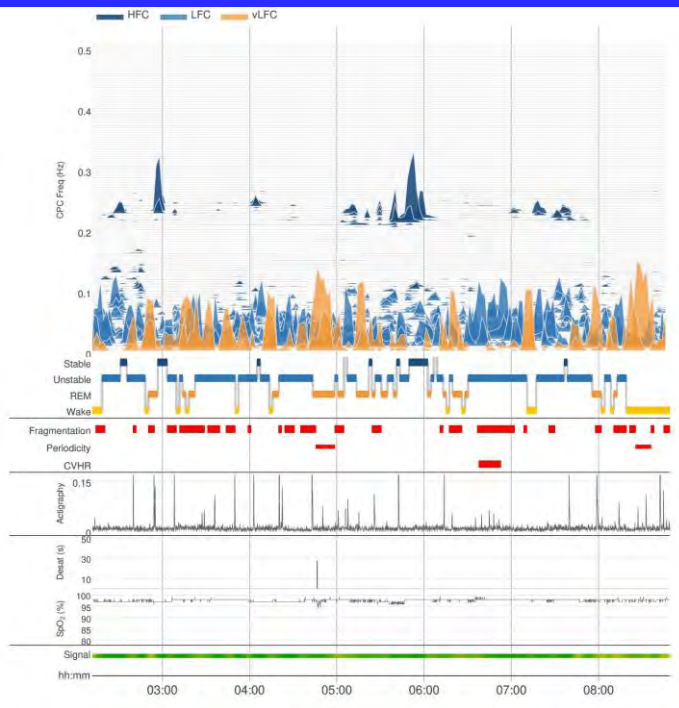 HFC LFC vLFC
0.5
0.4
0.3
0.2
0.1
0
CPC Freq (Hz)
Stable
Unstable
REM
Wake
Fragmentation
Periodicity
CVHR
0.15
0
Actigraphy
50
30
10
Desat (s)
100
95
90
85
80
SpO₂ (%)
Signal
hh:mm
03:00 04:00 05:00 06:00 07:00 08:00